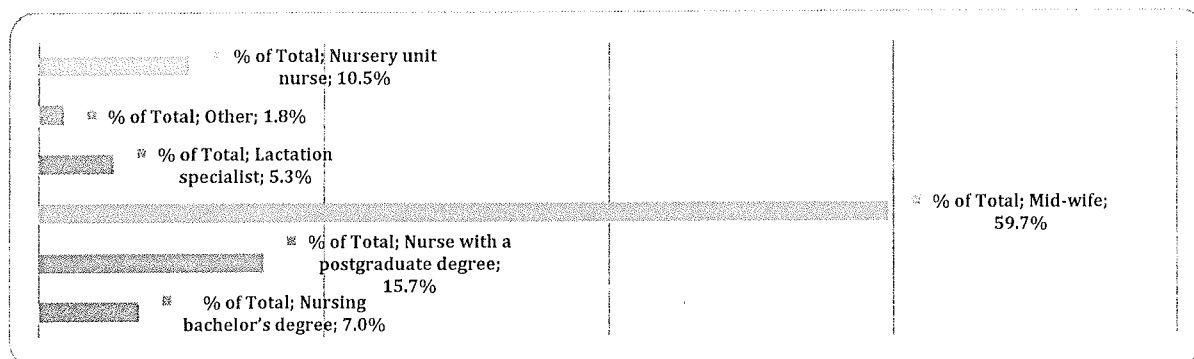 % of Total; Nursery unit
nurse; 10.5%
% of Total; Other; 1.8%
% of Total; Lactation
specialist; 5.3%
% of Total; Mid-wife;
59.7%
% of Total; Nurse with a
postgraduate degree;
15.7%
% of Total; Nursing
bachelor's degree; 7.0%